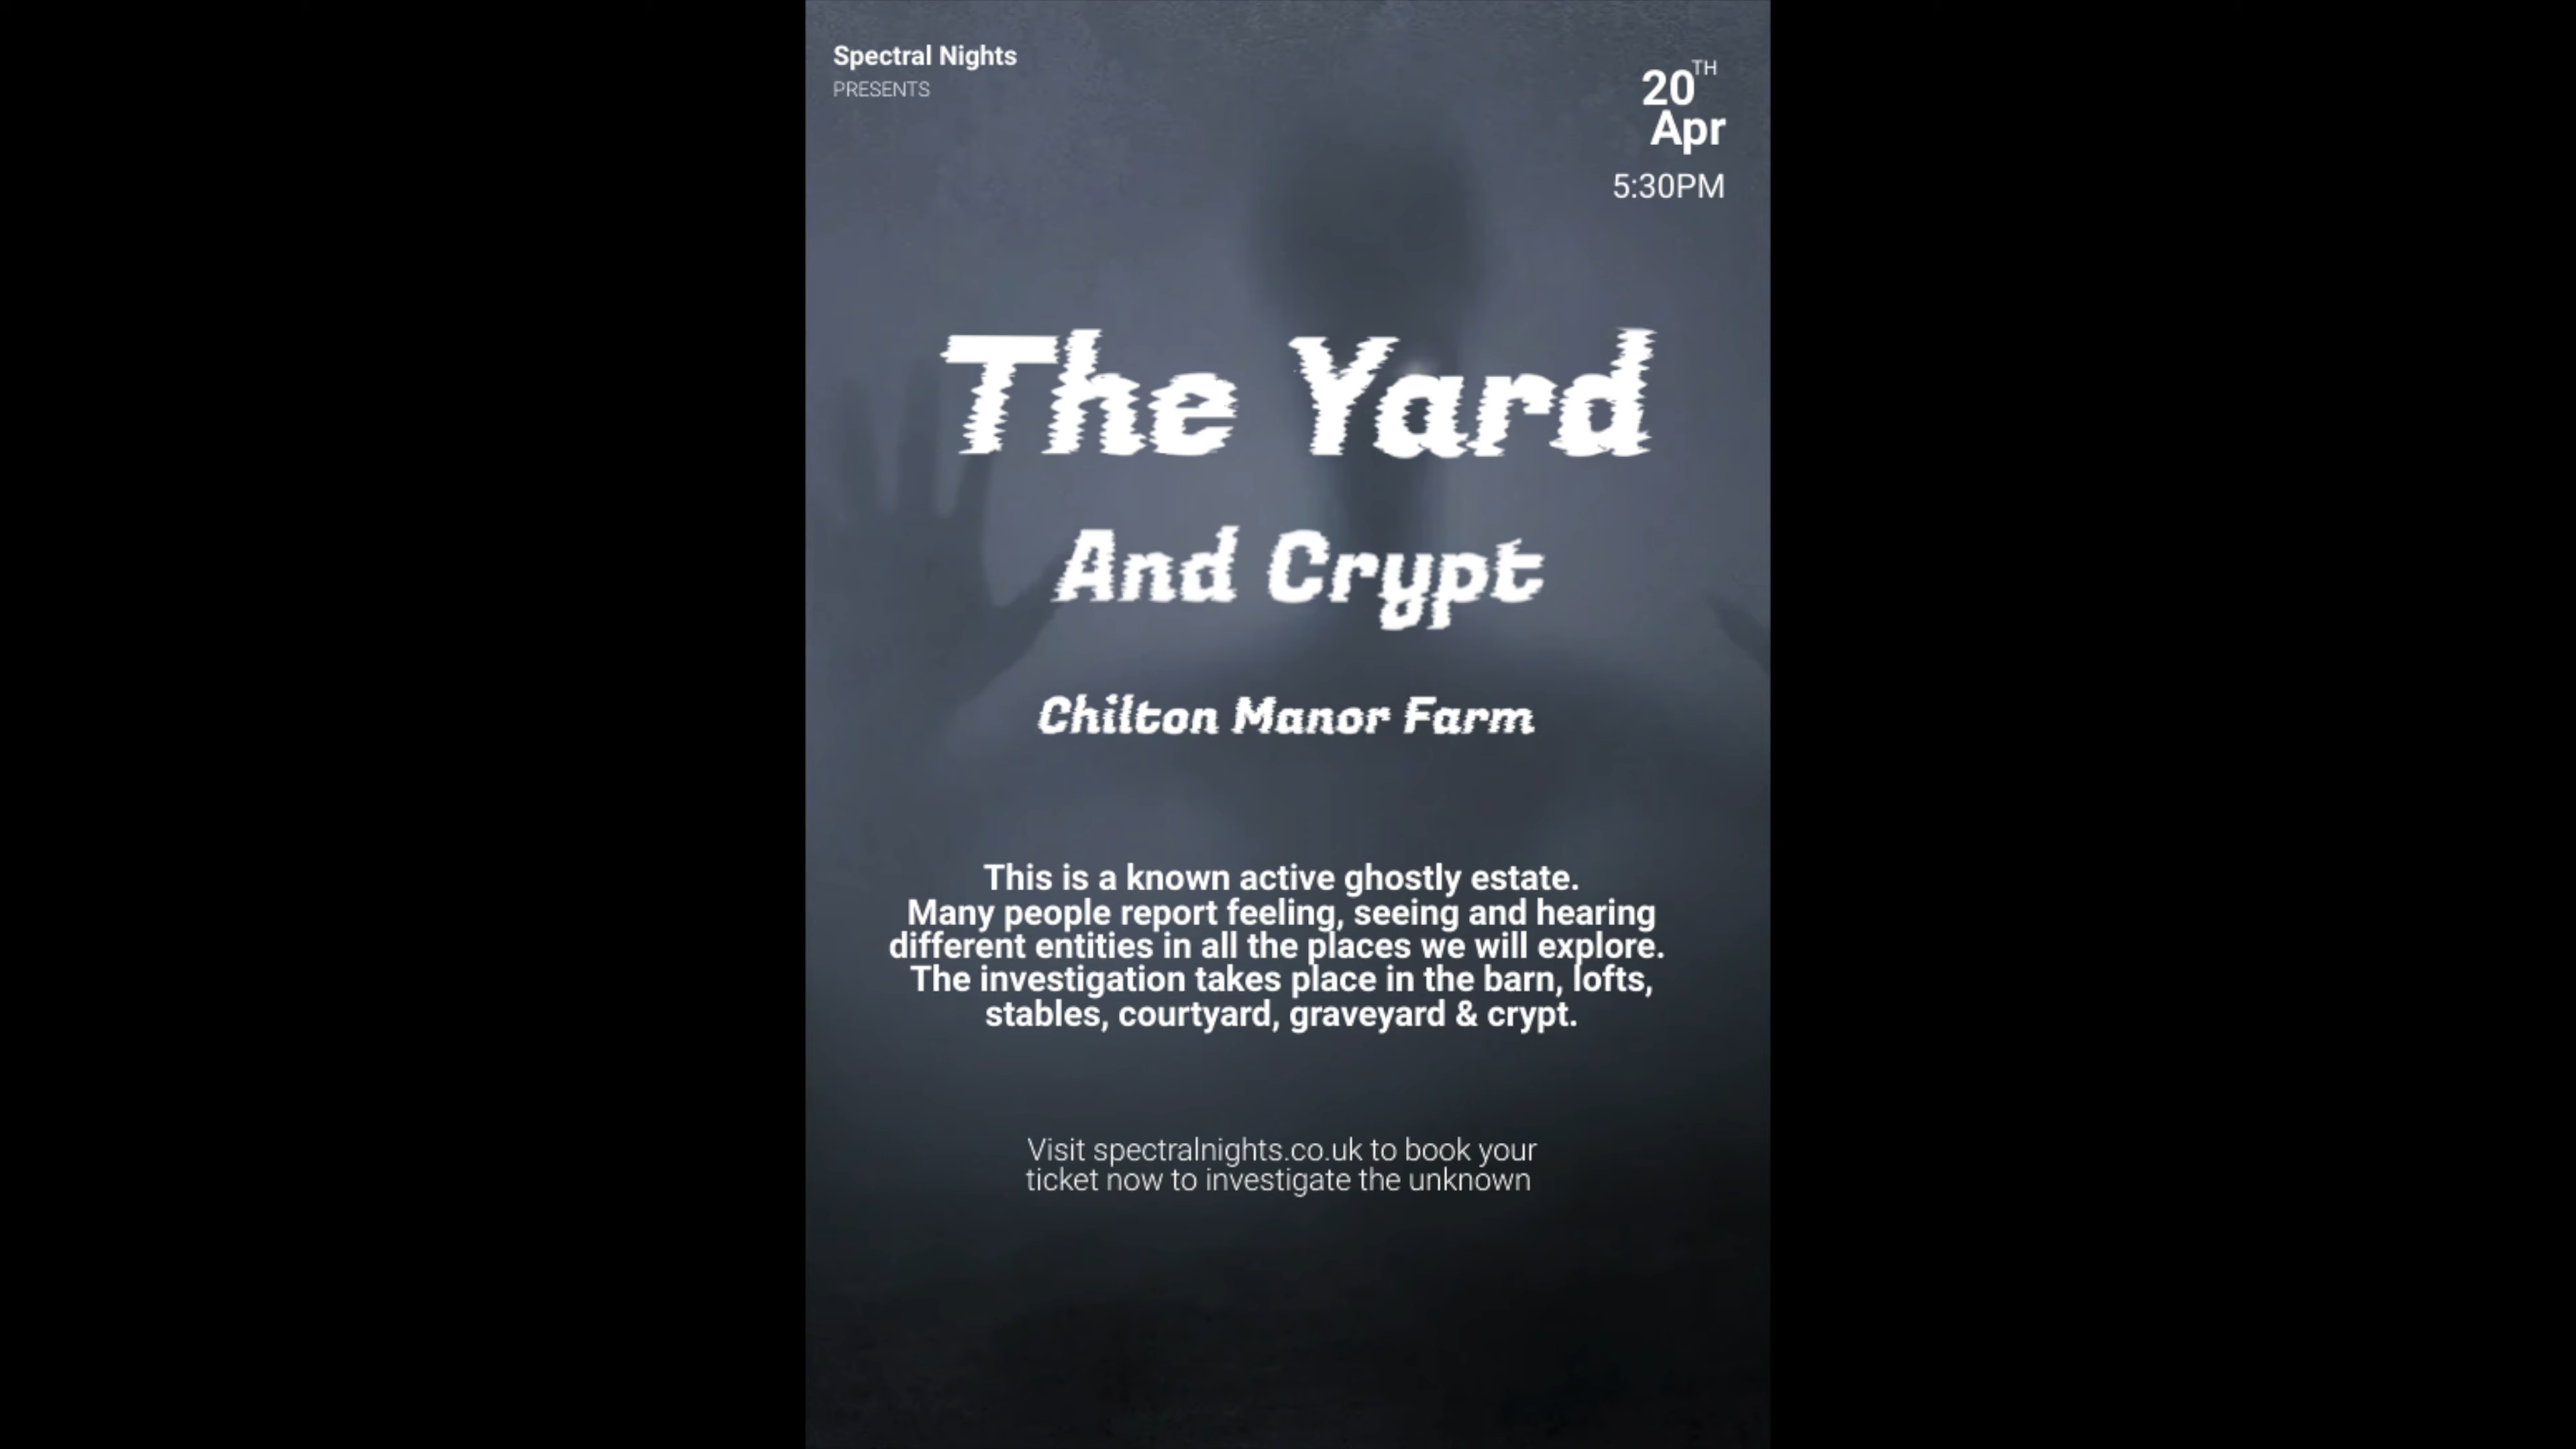 Spectral Nights
PRESENTS
20TH
Apr
5:30PM
The Yard
And Crypt
Chilton Manor Farm
This is a known active ghostly estate.
Many people report feeling, seeing and hearing
different entities in all the places we will explore.
The investigation takes place in the barn, lofts,
stables, courtyard, graveyard & crypt.
Visit spectralnights.co.uk to book your
ticket now to investigate the unknown